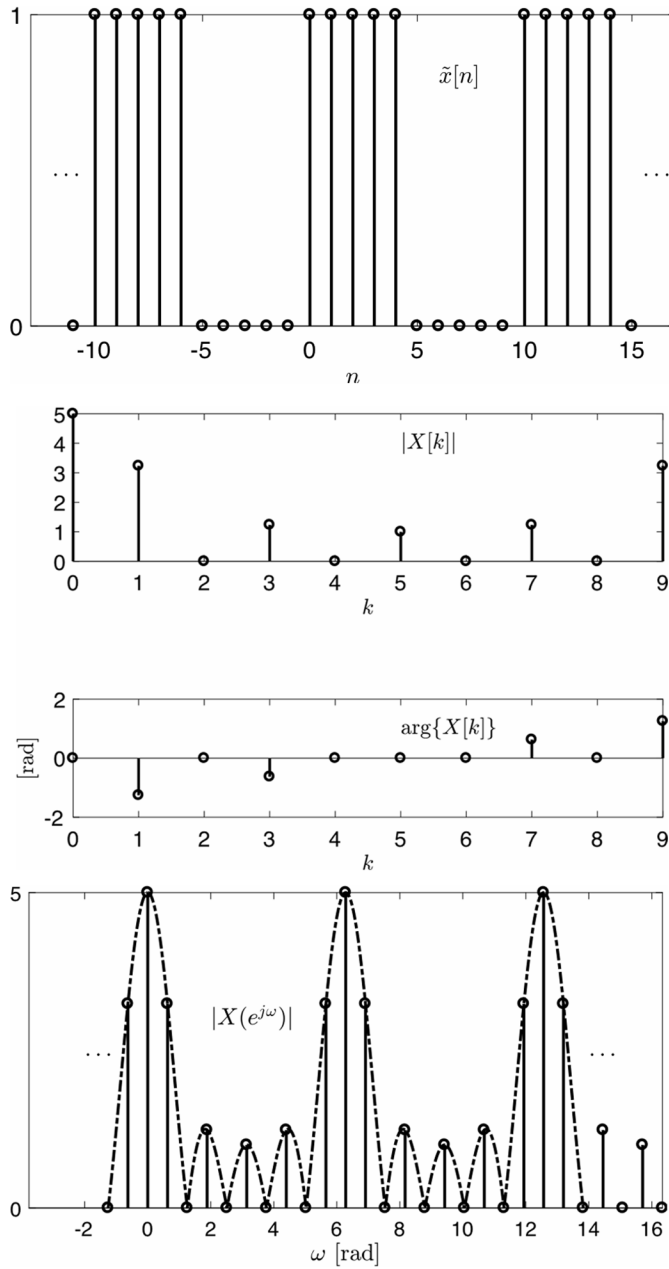 1
x̃[n]
... ...
0
-10 -5 0 5 10 15
n
5
|X[k]|
4
3
2
1
0
0 1 2 3 4 5 6 7 8 9
k
2
arg{X[k]}
[rad]
0
-2
0 1 2 3 4 5 6 7 8 9
k
5
|X(e^{jω})|
... ...
0
-2 0 2 4 6 8 10 12 14 16
ω [rad]